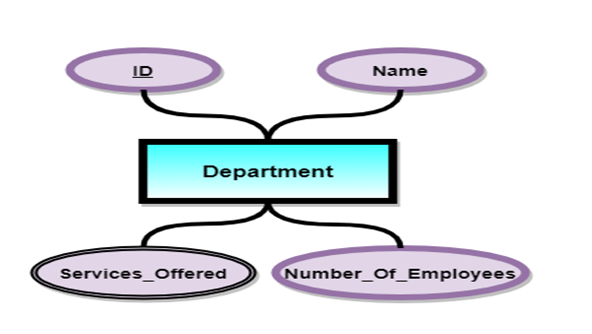 ID
Name
Department
Services_Offered
Number_Of_Employees